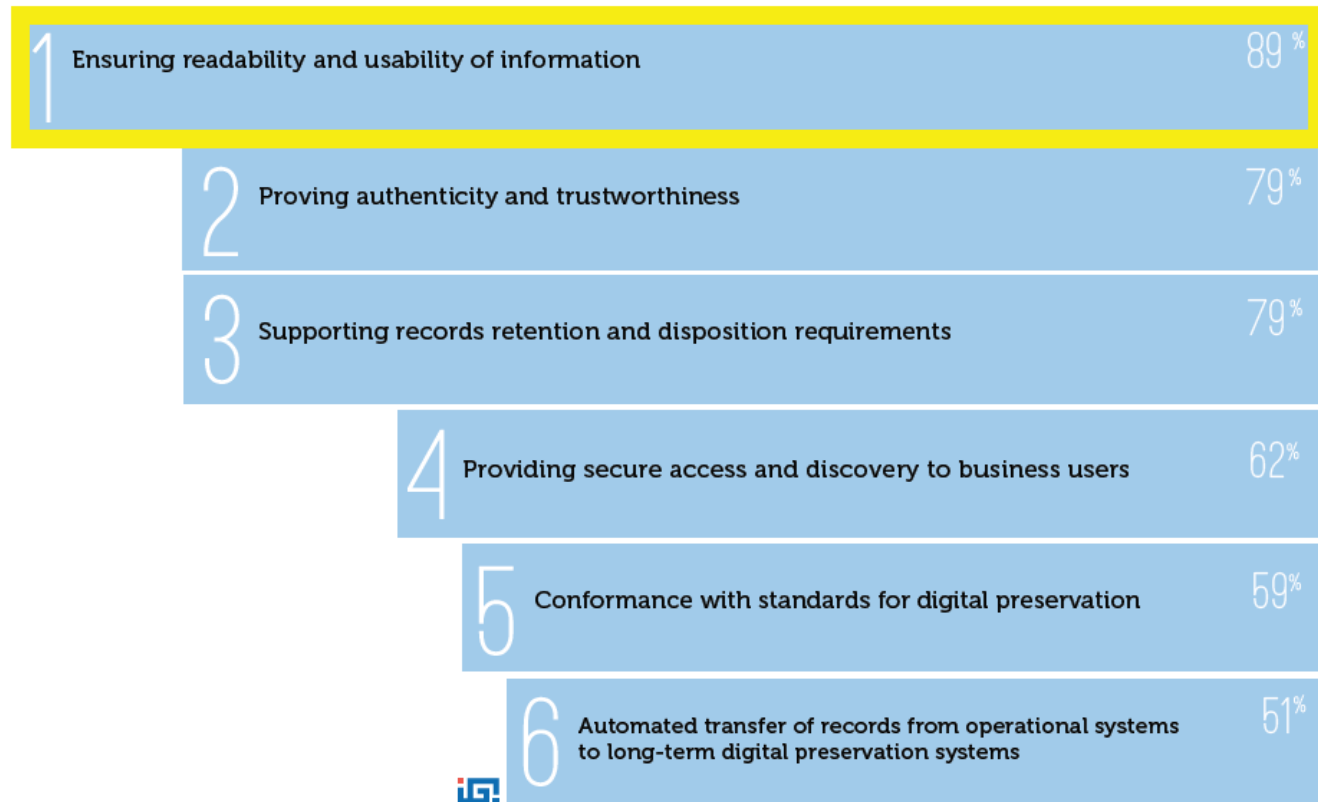 1 Ensuring readability and usability of information 89%
2 Proving authenticity and trustworthiness 79%
3 Supporting records retention and disposition requirements 79%
4 Providing secure access and discovery to business users 62%
5 Conformance with standards for digital preservation 59%
6 Automated transfer of records from operational systems 51%
to long-term digital preservation systems
iGI